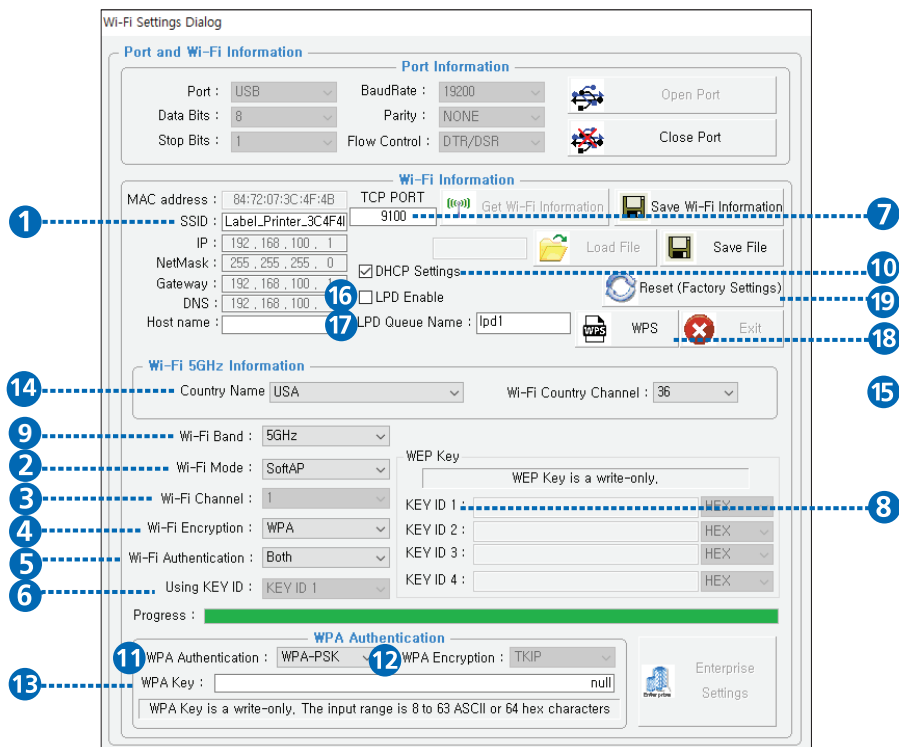 Wi-Fi Settings Dialog
Port and Wi-Fi Information
Port Information
Port : USB BaudRate : 19200 Open Port
Data Bits : 8 Parity : NONE
Stop Bits : 1 Flow Control : DTR/DSR Close Port
Wi-Fi Information
MAC address : 84:72:07:3C:4F:4B TCP PORT Get Wi-Fi Information Save Wi-Fi Information
1 SSID : Label_Printer_3C4F4 9100 7
IP : 192 . 168 . 100 . 1 Load File Save File
NetMask : 255 . 255 . 255 . 0 DHCP Settings 10
Gateway : 192 . 168 . 100 . 1 16 LPD Enable Reset (Factory Settings) 19
DNS : 192 . 168 . 100 .
Host name : 17 LPD Queue Name : lpd1 WPS WPS Exit 18
Wi-Fi 5GHz Information
14 Country Name USA Wi-Fi Country Channel : 36 15
9 Wi-Fi Band : 5GHz
2 Wi-Fi Mode : SoftAP WEP Key
WEP Key is a write-only.
3 Wi-Fi Channel : 1 KEY ID 1 : HEX 8
4 Wi-Fi Encryption : WPA KEY ID 2 : HEX
5 Wi-Fi Authentication : Both KEY ID 3 : HEX
6 Using KEY ID : KEY ID 1 KEY ID 4 : HEX
Progress :
WPA Authentication
11 WPA Authentication : WPA-PSK 12 WPA Encryption : TKIP
13 WPA Key : null Enterprise Enterprise Settings
WPA Key is a write-only, The input range is 8 to 63 ASCII or 64 hex characters